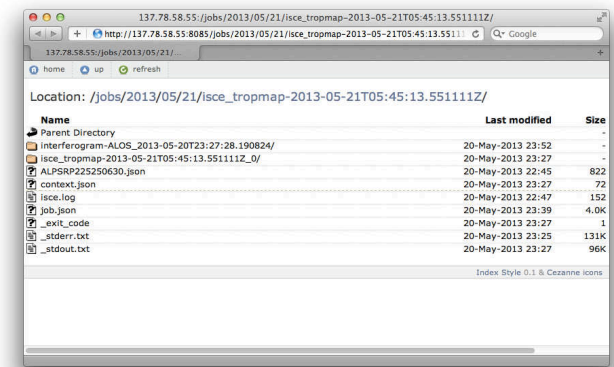 137.78.58.55:/jobs/2013/05/21/isce_tropmap-2013-05-21T05:45:13.551111Z/
http://137.78.58.55:8085/jobs/2013/05/21/isce_tropmap-2013-05-21T05:45:13.55111 Google
137.78.58.55:/jobs/2013/05/21/...
home up refresh
Location: /jobs/2013/05/21/isce_tropmap-2013-05-21T05:45:13.551111Z/
Name Last modified Size
Parent Directory
interferogram-ALOS_2013-05-20T23:27:28.190824/ 20-May-2013 23:52 -
isce_tropmap-2013-05-21T05:45:13.551111Z_0/ 20-May-2013 23:27 -
ALPSRP225250630.json 20-May-2013 22:45 822
context.json 20-May-2013 23:27 72
isce.log 20-May-2013 22:47 152
job.json 20-May-2013 23:39 4.0K
_exit_code 20-May-2013 23:27 1
_stderr.txt 20-May-2013 23:25 131K
_stdout.txt 20-May-2013 23:27 96K
Index Style 0.1 & Cezanne icons